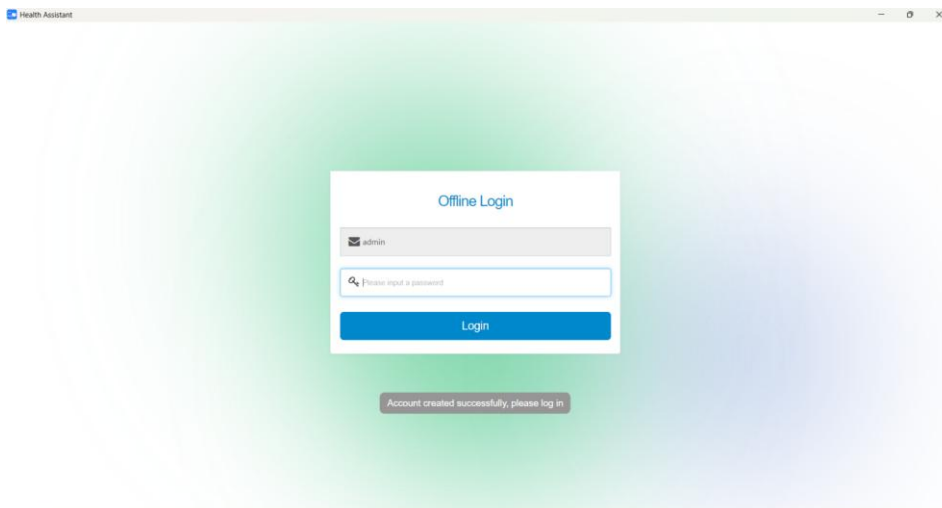 Health Assistant
Offline Login
admin
Please input a password
Login
Account created successfully, please log in